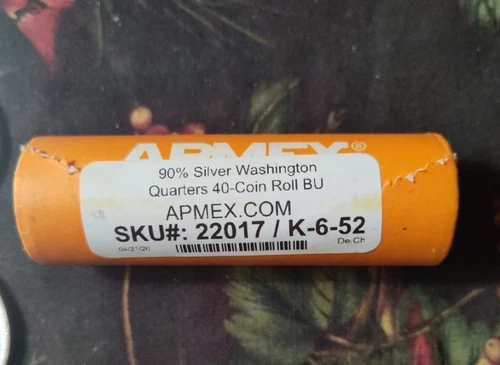 APMEX®
90% Silver Washington
Quarters 40-Coin Roll BU
APMEX.COM
SKU#: 22017 / K-6-52
04/21/20 De.Ch